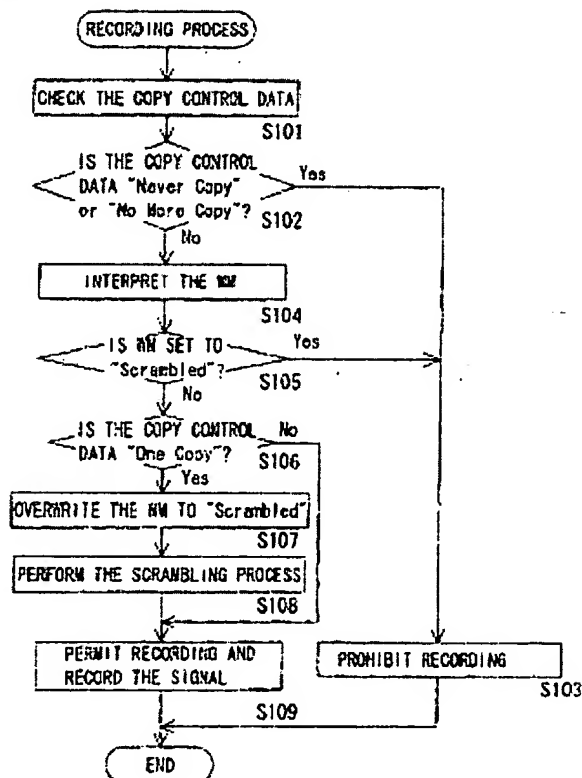 RECORDING PROCESS
CHECK THE COPY CONTROL DATA
S101
IS THE COPY CONTROL
DATA "Never Copy"
or "No More Copy"?
Yes
S102
No
INTERPRET THE WM
S104
IS WM SET TO
"Scrambled"?
Yes
S105
No
IS THE COPY CONTROL
DATA "One Copy"?
No
S106
Yes
OVERWRITE THE WM TO "Scrambled"
S107
PERFORM THE SCRAMBLING PROCESS
S108
PERMIT RECORDING AND
RECORD THE SIGNAL
S109
PROHIBIT RECORDING
S103
END